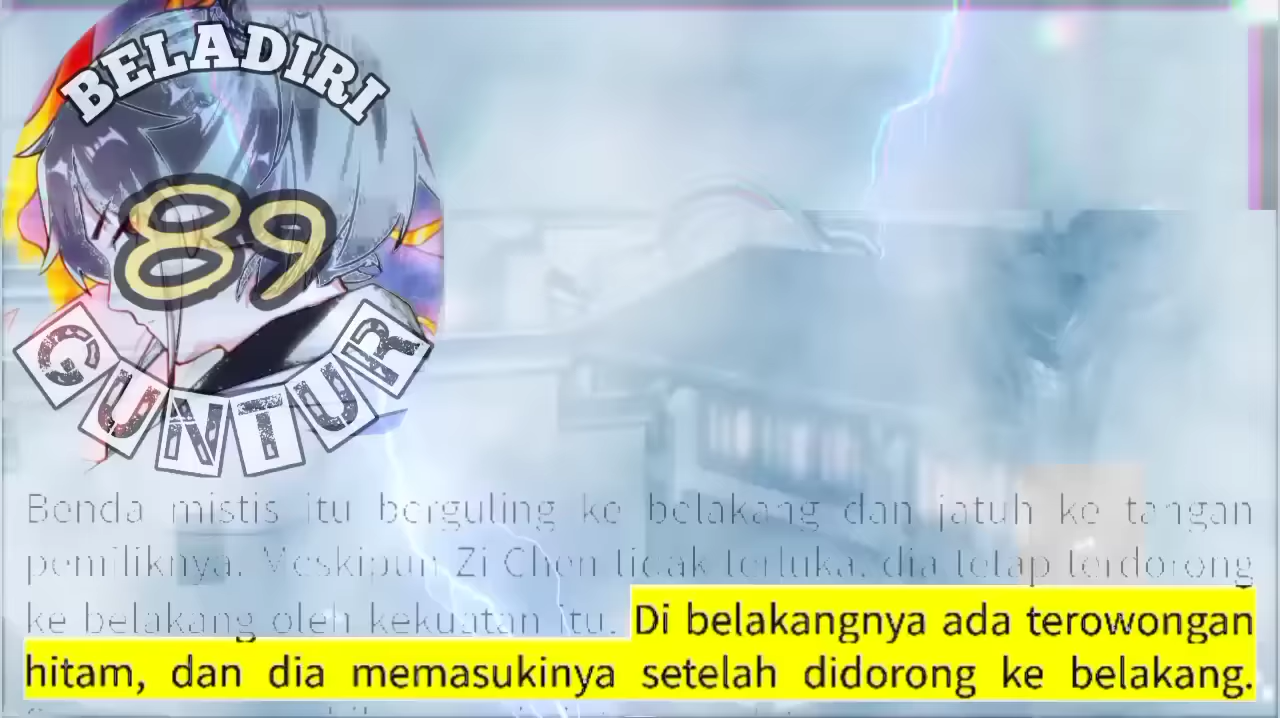 BELADIRI
89
GUNTUR
Benda mistis itu berguling ke belakang dan jatuh ke tangan
pemiliknya. Meskipun Zi Chen tidak terluka, dia tetap terdorong
ke belakang oleh kekuatan itu. Di belakangnya ada terowongan
hitam, dan dia memasukinya setelah didorong ke belakang.